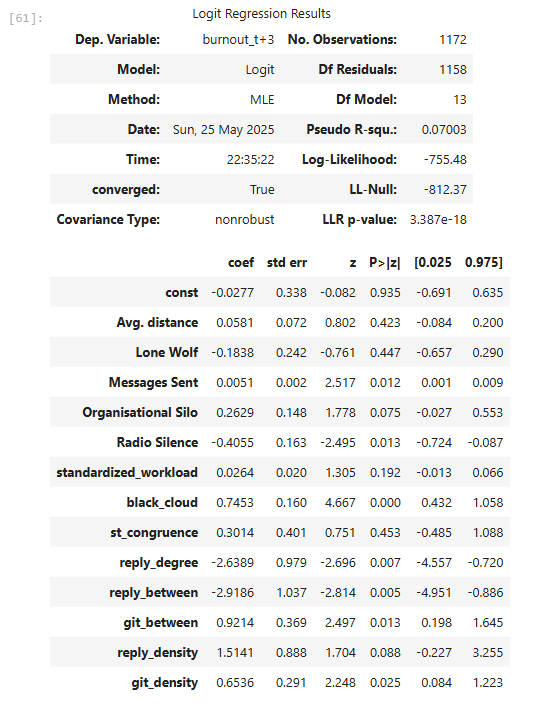 [61]:
Logit Regression Results
Dep. Variable: burnout_t+3 No. Observations: 1172
Model: Logit Df Residuals: 1158
Method: MLE Df Model: 13
Date: Sun, 25 May 2025 Pseudo R-squ.: 0.07003
Time: 22:35:22 Log-Likelihood: -755.48
converged: True LL-Null: -812.37
Covariance Type: nonrobust LLR p-value: 3.387e-18
coef std err z P>|z| [0.025 0.975]
const -0.0277 0.338 -0.082 0.935 -0.691 0.635
Avg. distance 0.0581 0.072 0.802 0.423 -0.084 0.200
Lone Wolf -0.1838 0.242 -0.761 0.447 -0.657 0.290
Messages Sent 0.0051 0.002 2.517 0.012 0.001 0.009
Organisational Silo 0.2629 0.148 1.778 0.075 -0.027 0.553
Radio Silence -0.4055 0.163 -2.495 0.013 -0.724 -0.087
standardized_workload 0.0264 0.020 1.305 0.192 -0.013 0.066
black_cloud 0.7453 0.160 4.667 0.000 0.432 1.058
st_congruence 0.3014 0.401 0.751 0.453 -0.485 1.088
reply_degree -2.6389 0.979 -2.696 0.007 -4.557 -0.720
reply_between -2.9186 1.037 -2.814 0.005 -4.951 -0.886
git_between 0.9214 0.369 2.497 0.013 0.198 1.645
reply_density 1.5141 0.888 1.704 0.088 -0.227 3.255
git_density 0.6536 0.291 2.248 0.025 0.084 1.223